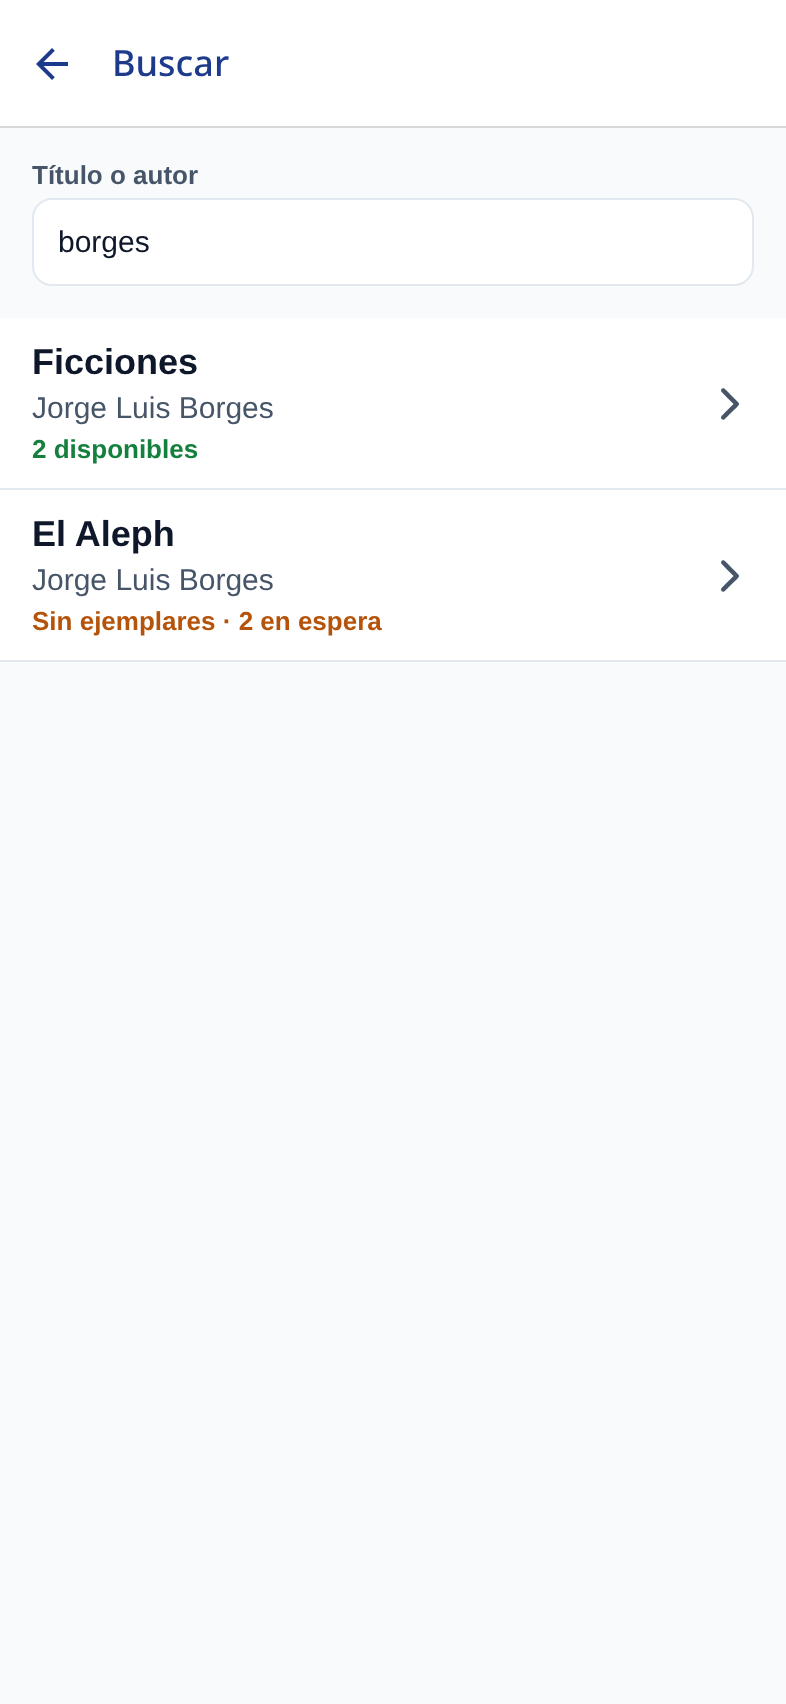 Buscar
Título o autor
borges
Ficciones
Jorge Luis Borges
2 disponibles
El Aleph
Jorge Luis Borges
Sin ejemplares · 2 en espera